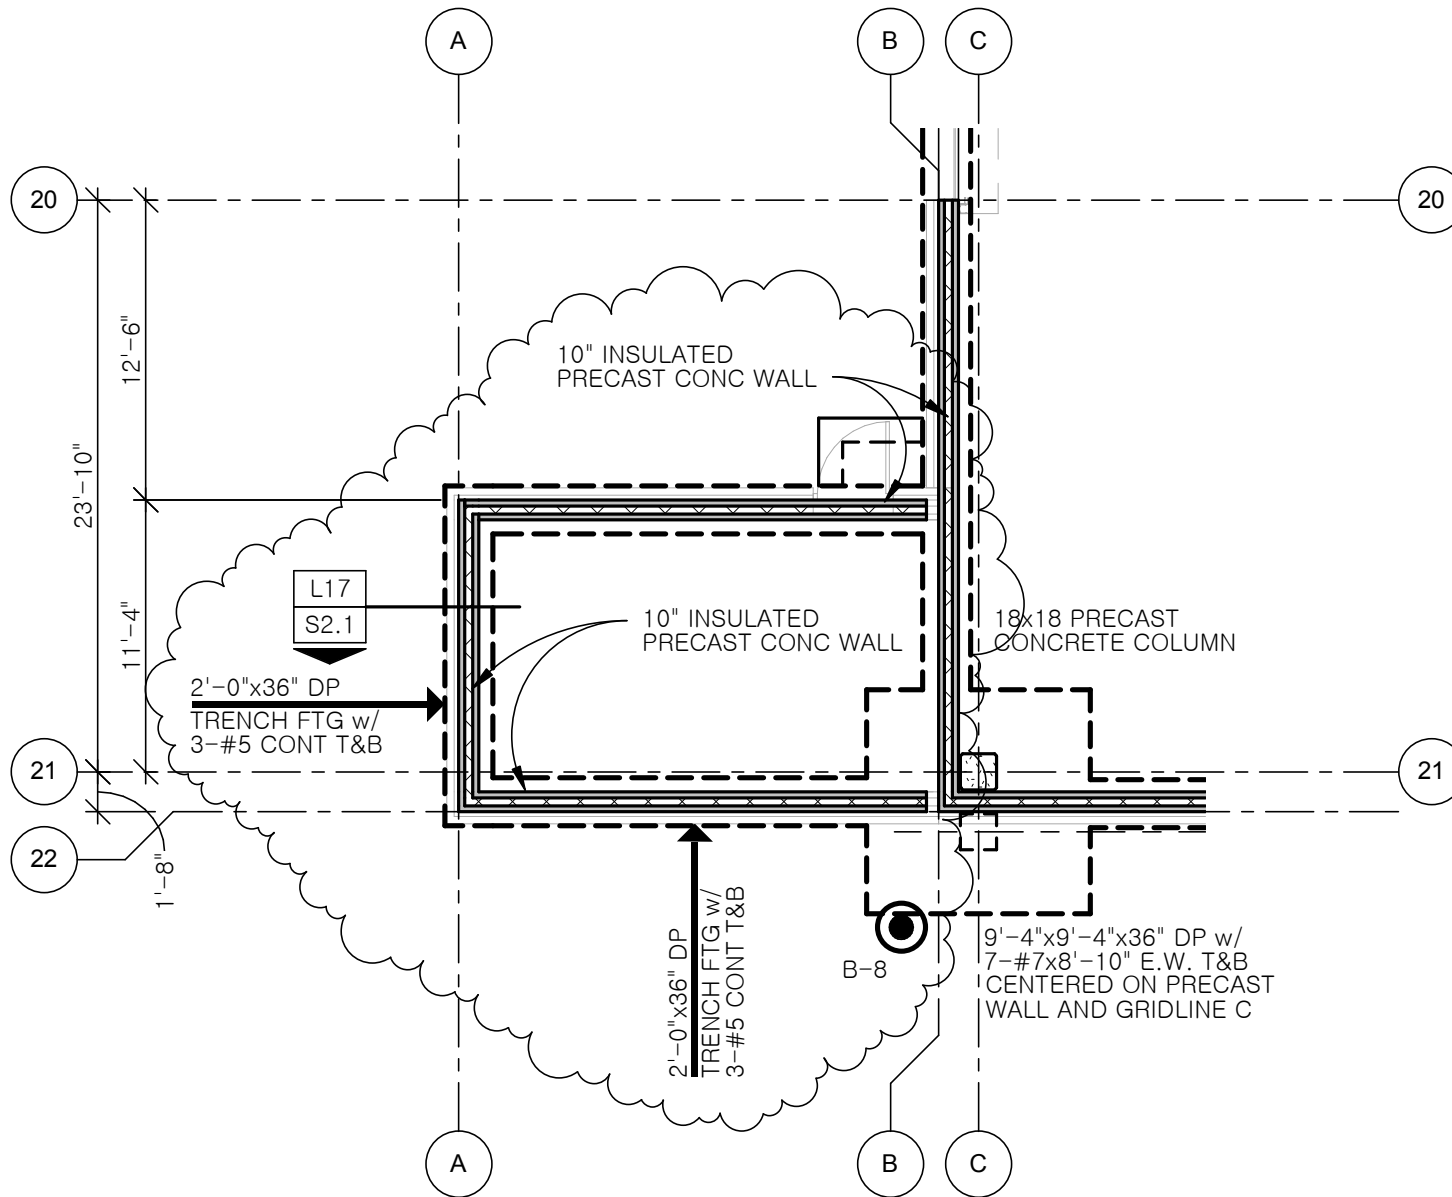 A
B
C
20
20
12'-6"
23'-10"
11'-4"
10" INSULATED
PRECAST CONC WALL
L17
S2.1
10" INSULATED
PRECAST CONC WALL
18x18 PRECAST
CONCRETE COLUMN
2'-0"x36" DP
TRENCH FTG w/
3-#5 CONT T&B
21
21
22
1'-8"
2'-0"x36" DP
TRENCH FTG w/
3-#5 CONT T&B
B-8
9'-4"x9'-4"x36" DP w/
7-#7x8'-10" E.W. T&B
CENTERED ON PRECAST
WALL AND GRIDLINE C
A
B
C